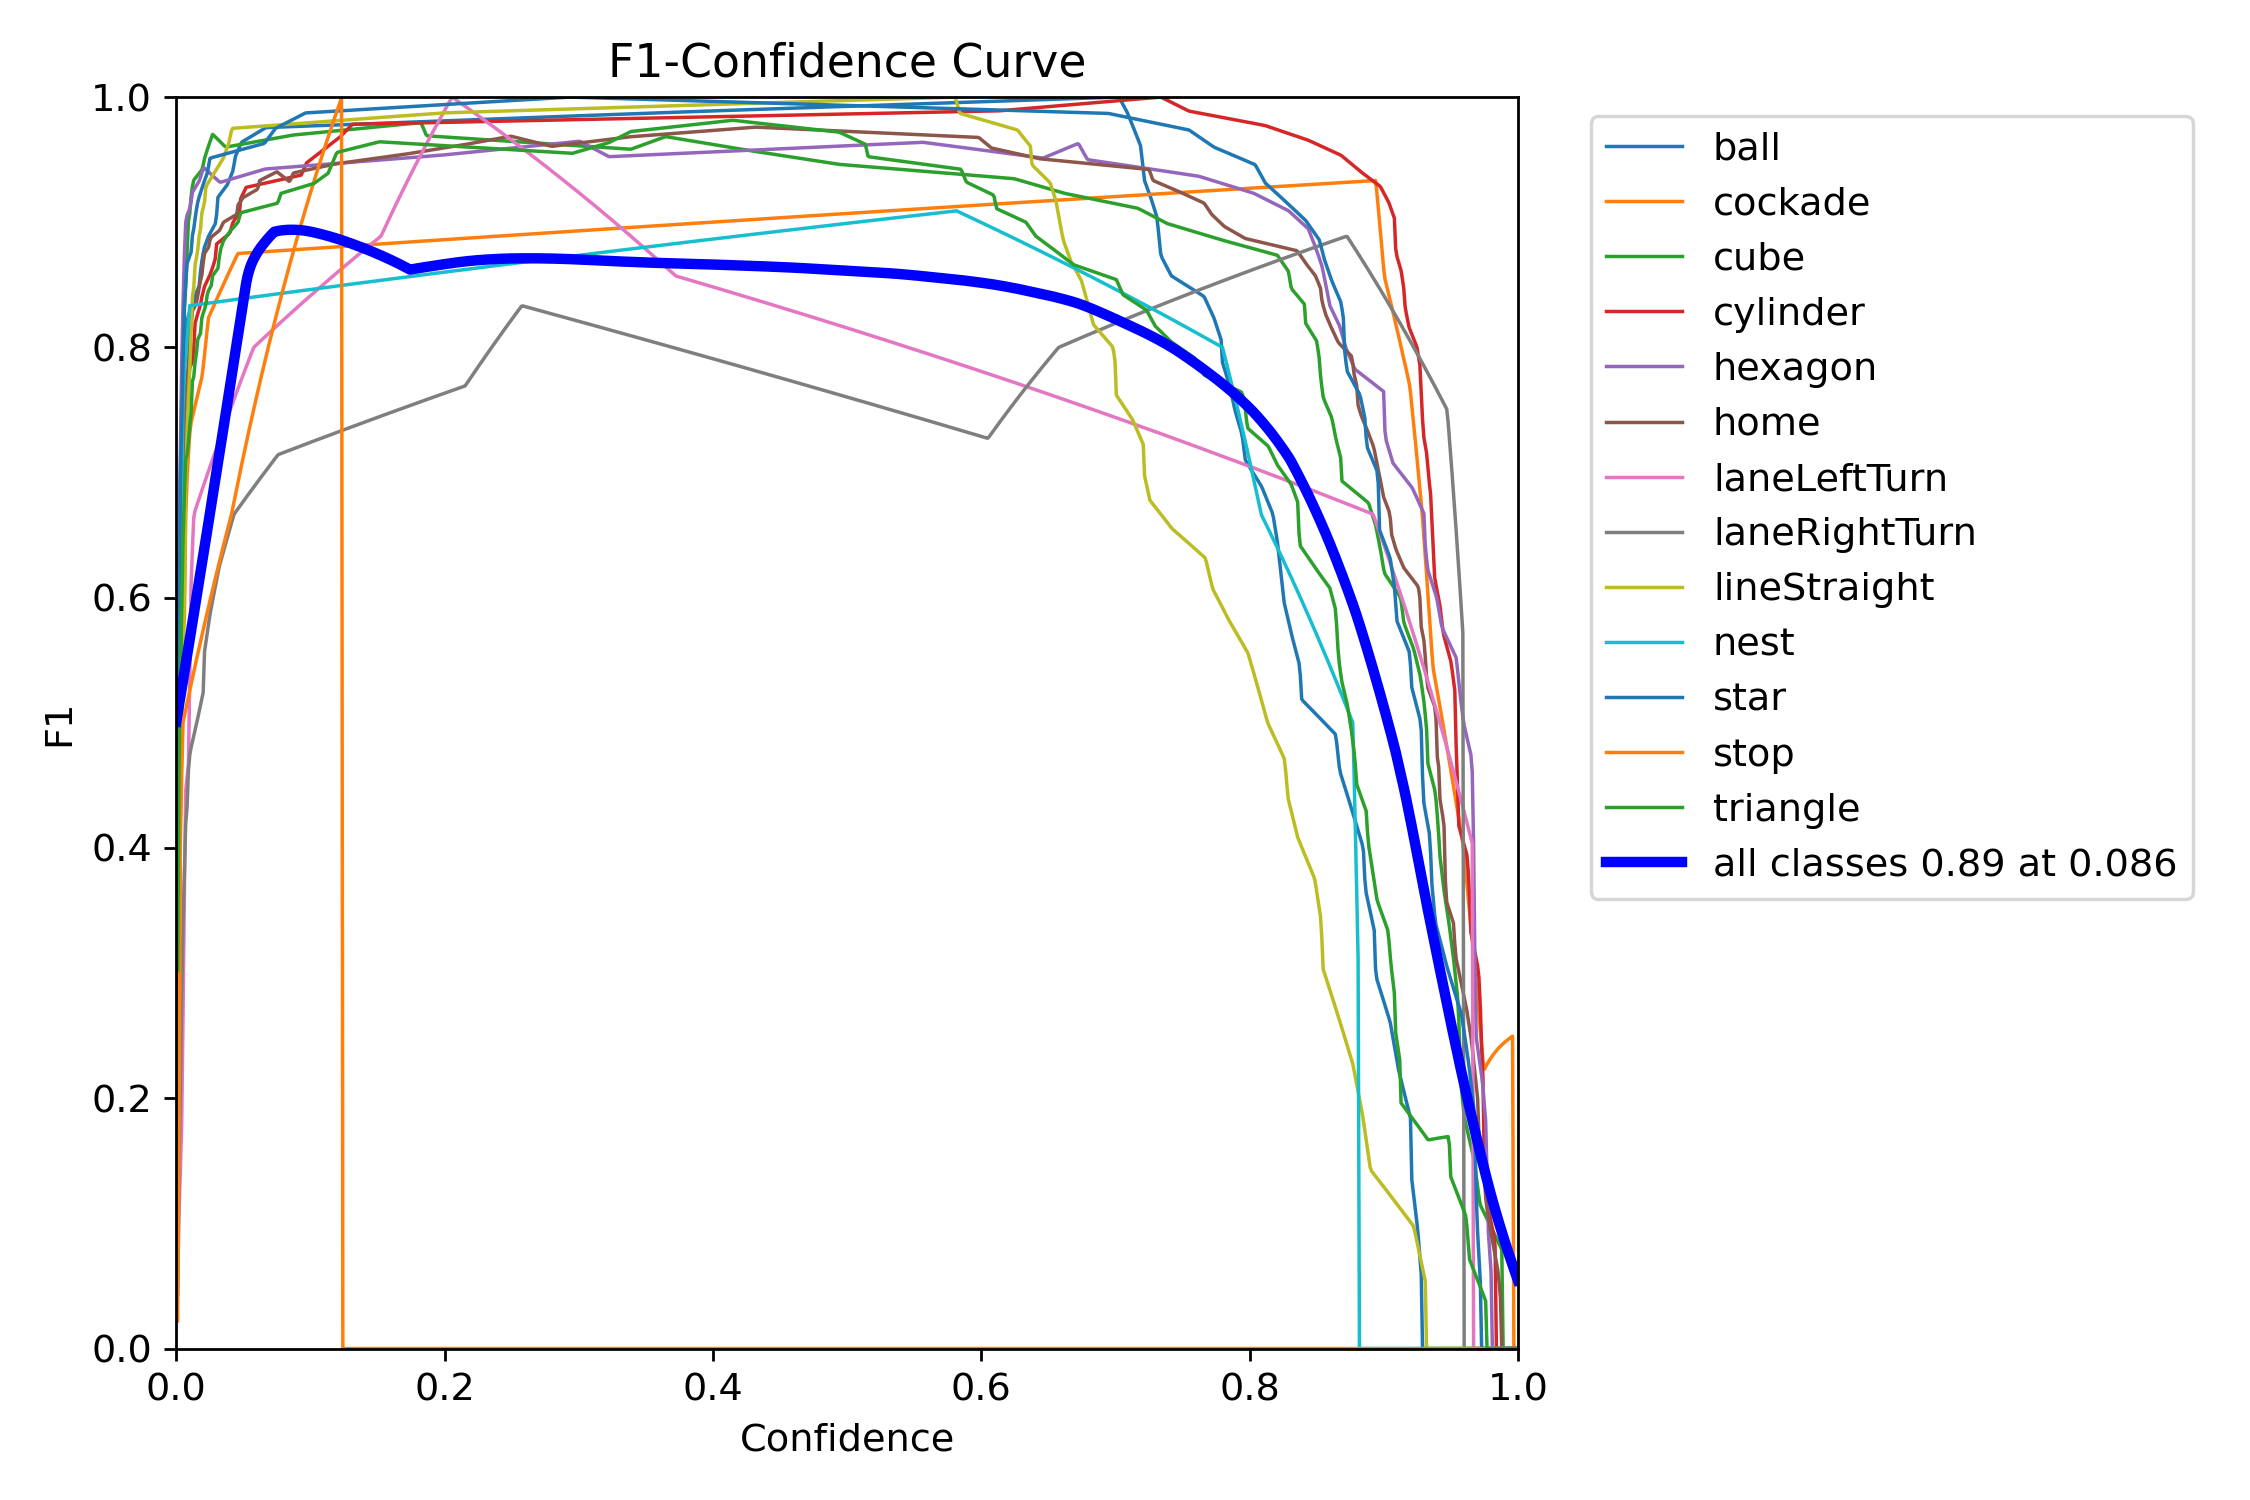 F1-Confidence Curve
1.0
0.8
0.6
0.4
0.2
0.0
F1
0.0 0.2 0.4 0.6 0.8 1.0
Confidence
ball
cockade
cube
cylinder
hexagon
home
laneLeftTurn
laneRightTurn
lineStraight
nest
star
stop
triangle
all classes 0.89 at 0.086